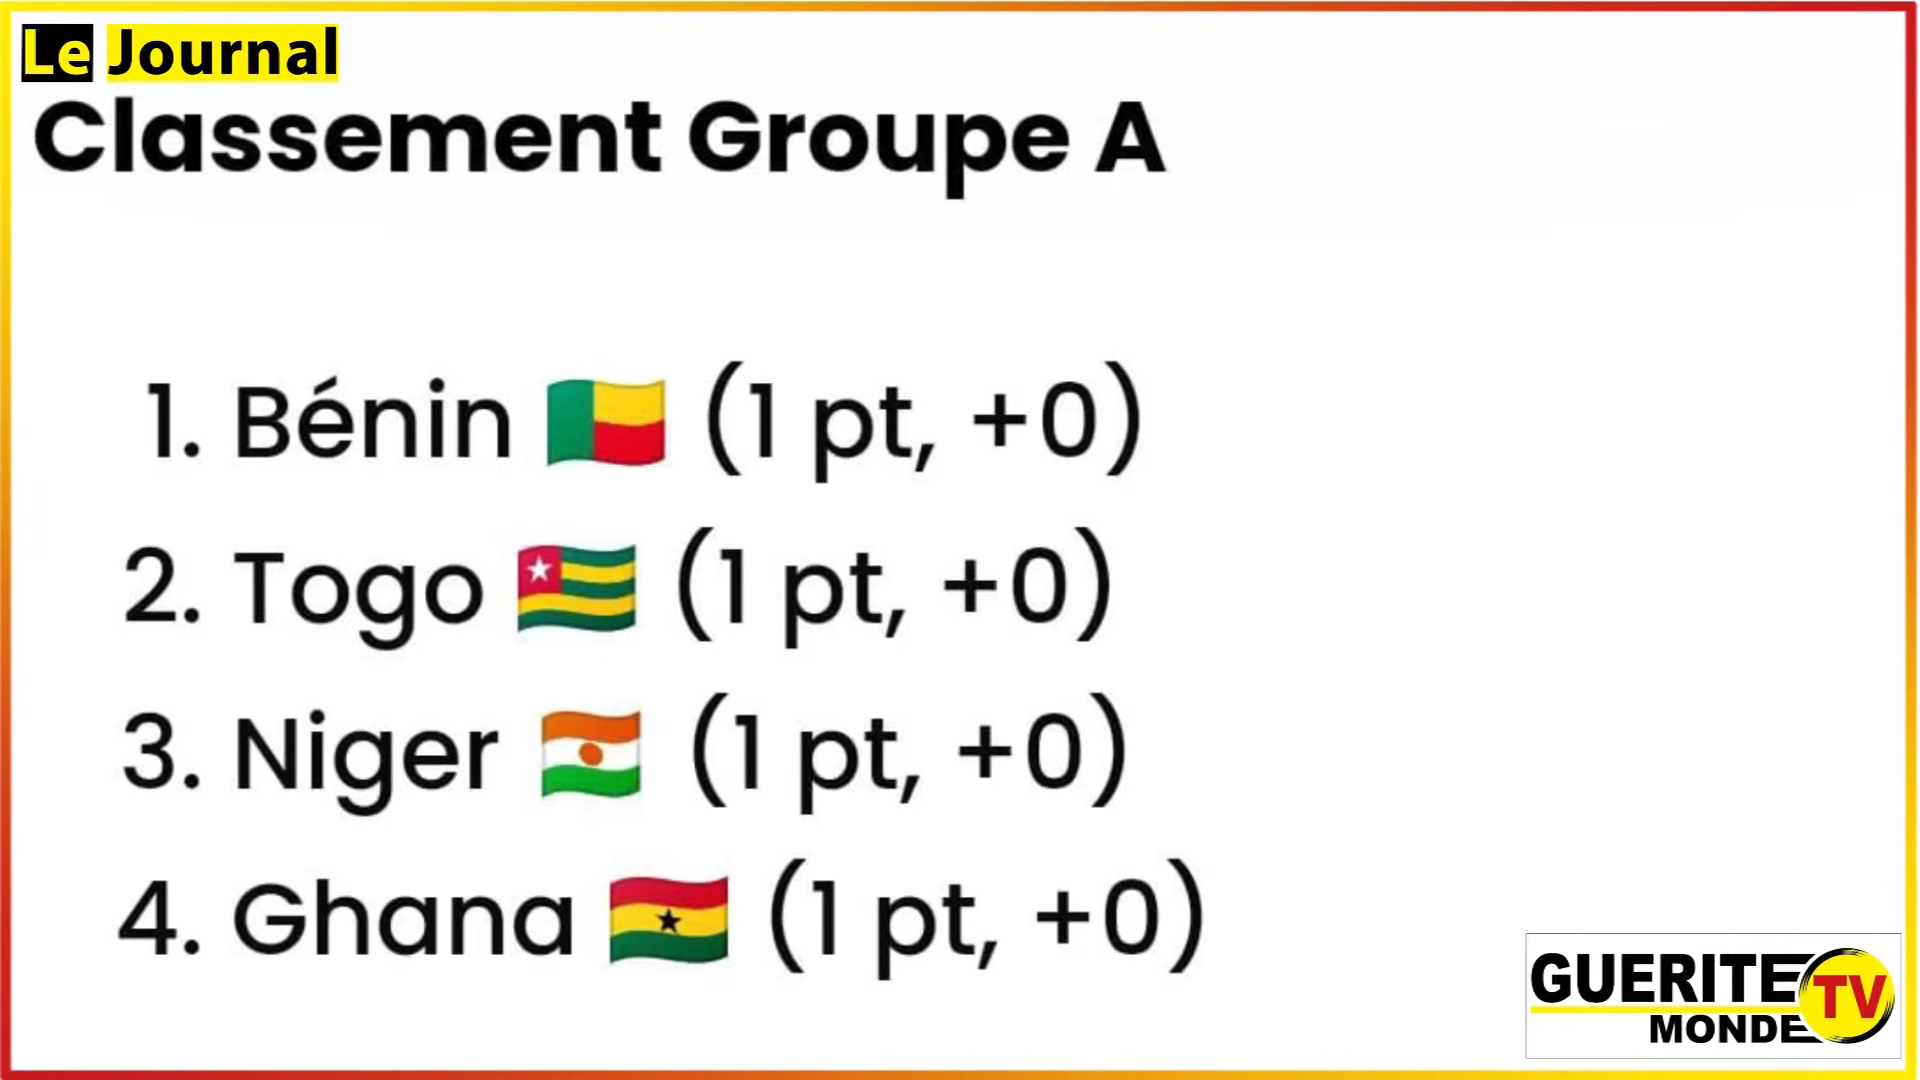 Le Journal
Classement Groupe A
1. Bénin 🇧🇯 (1 pt, +0)
2. Togo 🇹🇬 (1 pt, +0)
3. Niger 🇳🇪 (1 pt, +0)
4. Ghana 🇬🇭 (1 pt, +0)
GUERITE TV
MONDE